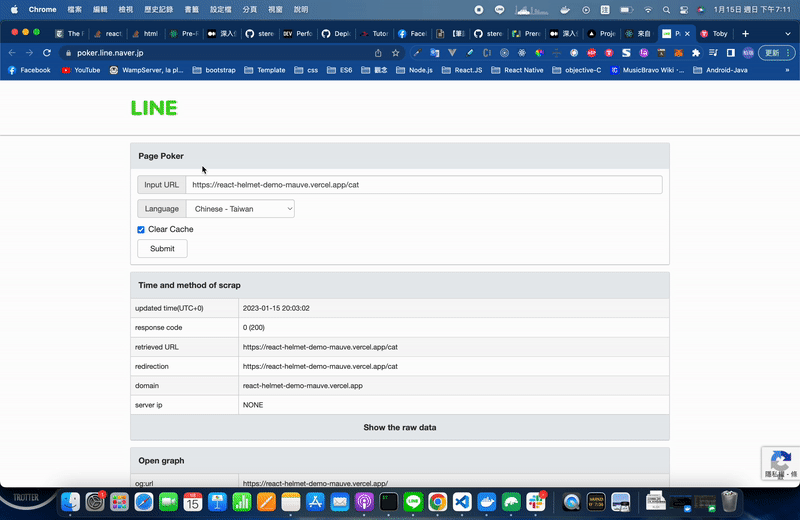 Chrome 檔案 編輯 檢視 歷史記錄 書籤 設定檔 分頁 視窗 說明 1月15日 週日 下午7:11
The F react html Pre-F 深入 stere Perfo Deplo Tutor Faceb 【筆 stere Prere 深入 Proje 來自 P Toby
poker.line.naver.jp 更新
Facebook YouTube WampServer, la pl... bootstrap Template css ES6 觀念 Node.js React.JS React Native objective-C MusicBravo Wiki -... Android-Java »
LINE
Page Poker
Input URL https://react-helmet-demo-mauve.vercel.app/cat
Language Chinese - Taiwan
Clear Cache
Submit
Time and method of scrap
updated time(UTC+0) 2023-01-15 20:03:02
response code 0 (200)
retrieved URL https://react-helmet-demo-mauve.vercel.app/cat
redirection https://react-helmet-demo-mauve.vercel.app/cat
domain react-helmet-demo-mauve.vercel.app
server ip NONE
Show the raw data
隱私權 - 條
Open graph
og:url https://react-helmet-demo-mauve.vercel.app/
TROTTER